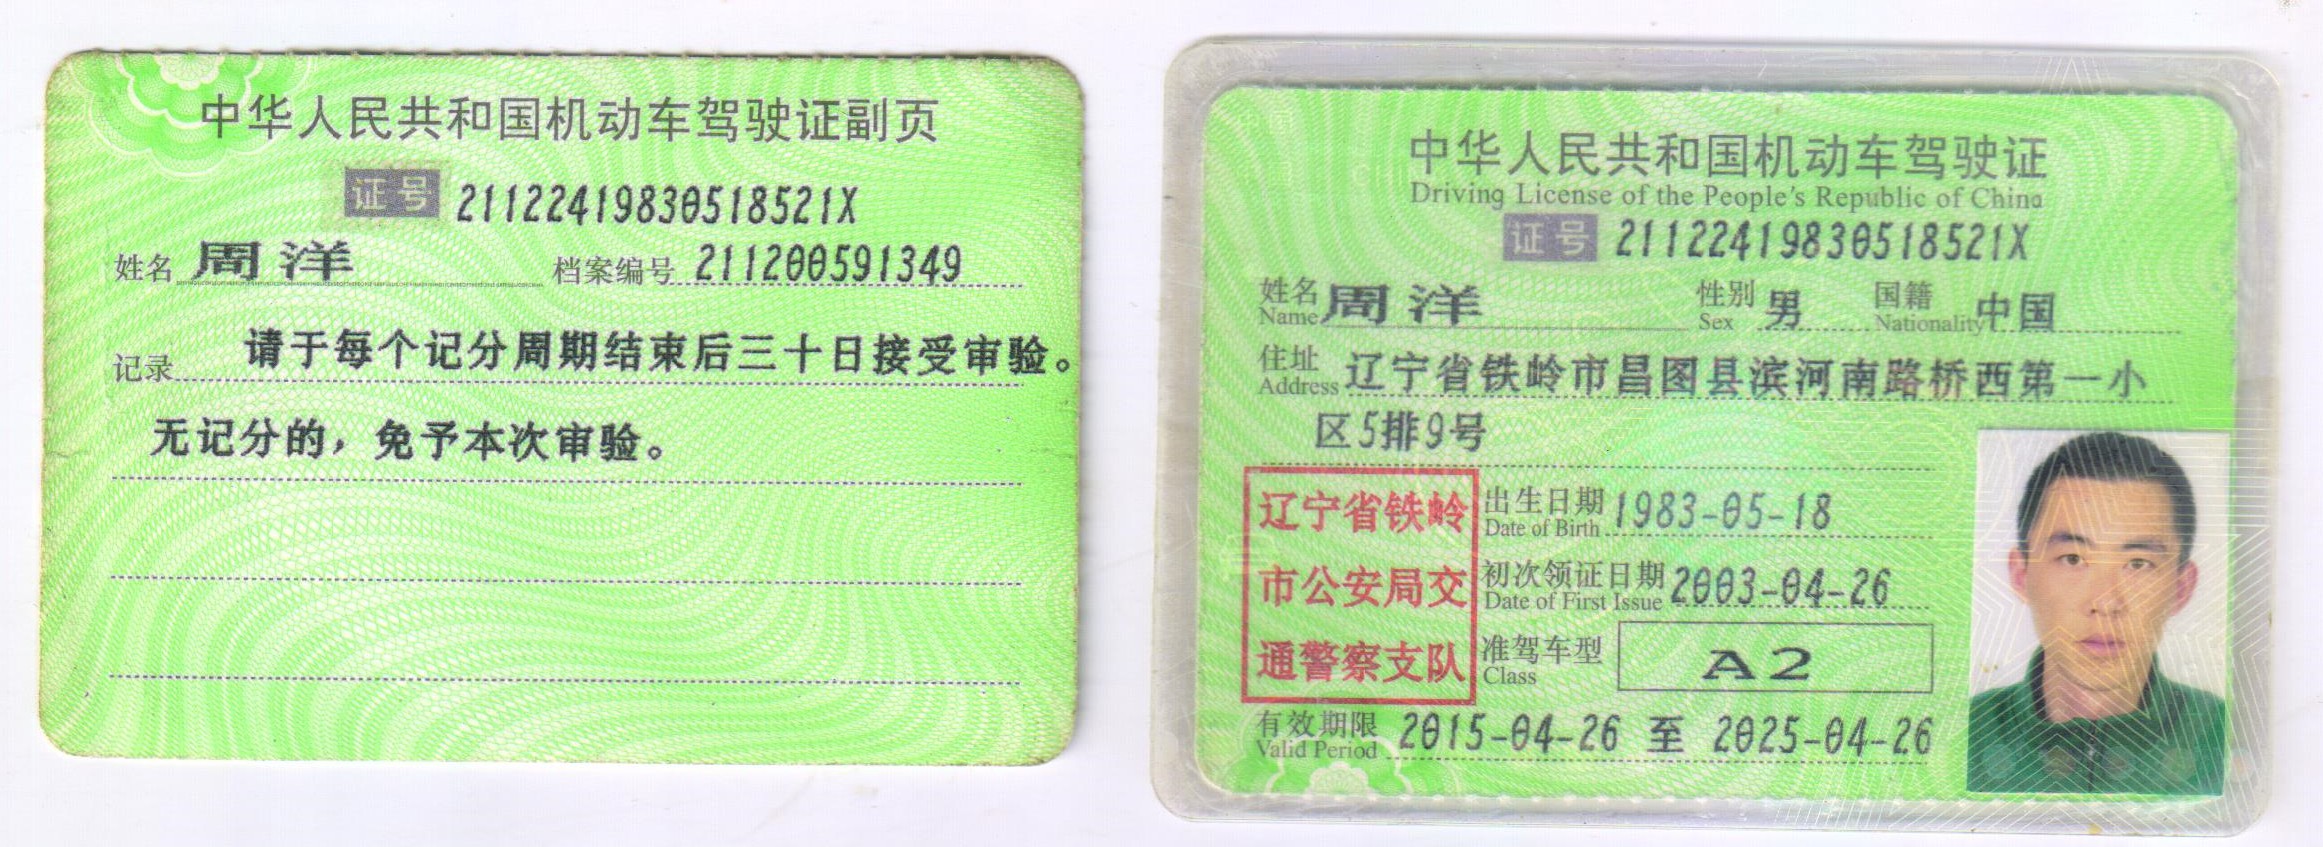 中华人民共和国机动车驾驶证副页
证号 21122419830518521X
姓名 周洋 档案编号 211200591349
记录 请于每个记分周期结束后三十日接受审验。
无记分的，免予本次审验。
中华人民共和国机动车驾驶证
Driving License of the People's Republic of China
证号 21122419830518521X
姓名 周洋 性别 男 国籍 中国
Name Sex Nationality
住址 辽宁省铁岭市昌图县滨河南路桥西第一小
Address
区5排9号
辽宁省铁岭
市公安局交
通警察支队
出生日期 1983-05-18
Date of Birth
初次领证日期 2003-04-26
Date of First Issue
准驾车型 A2
Class
有效期限 2015-04-26 至 2025-04-26
Valid Period